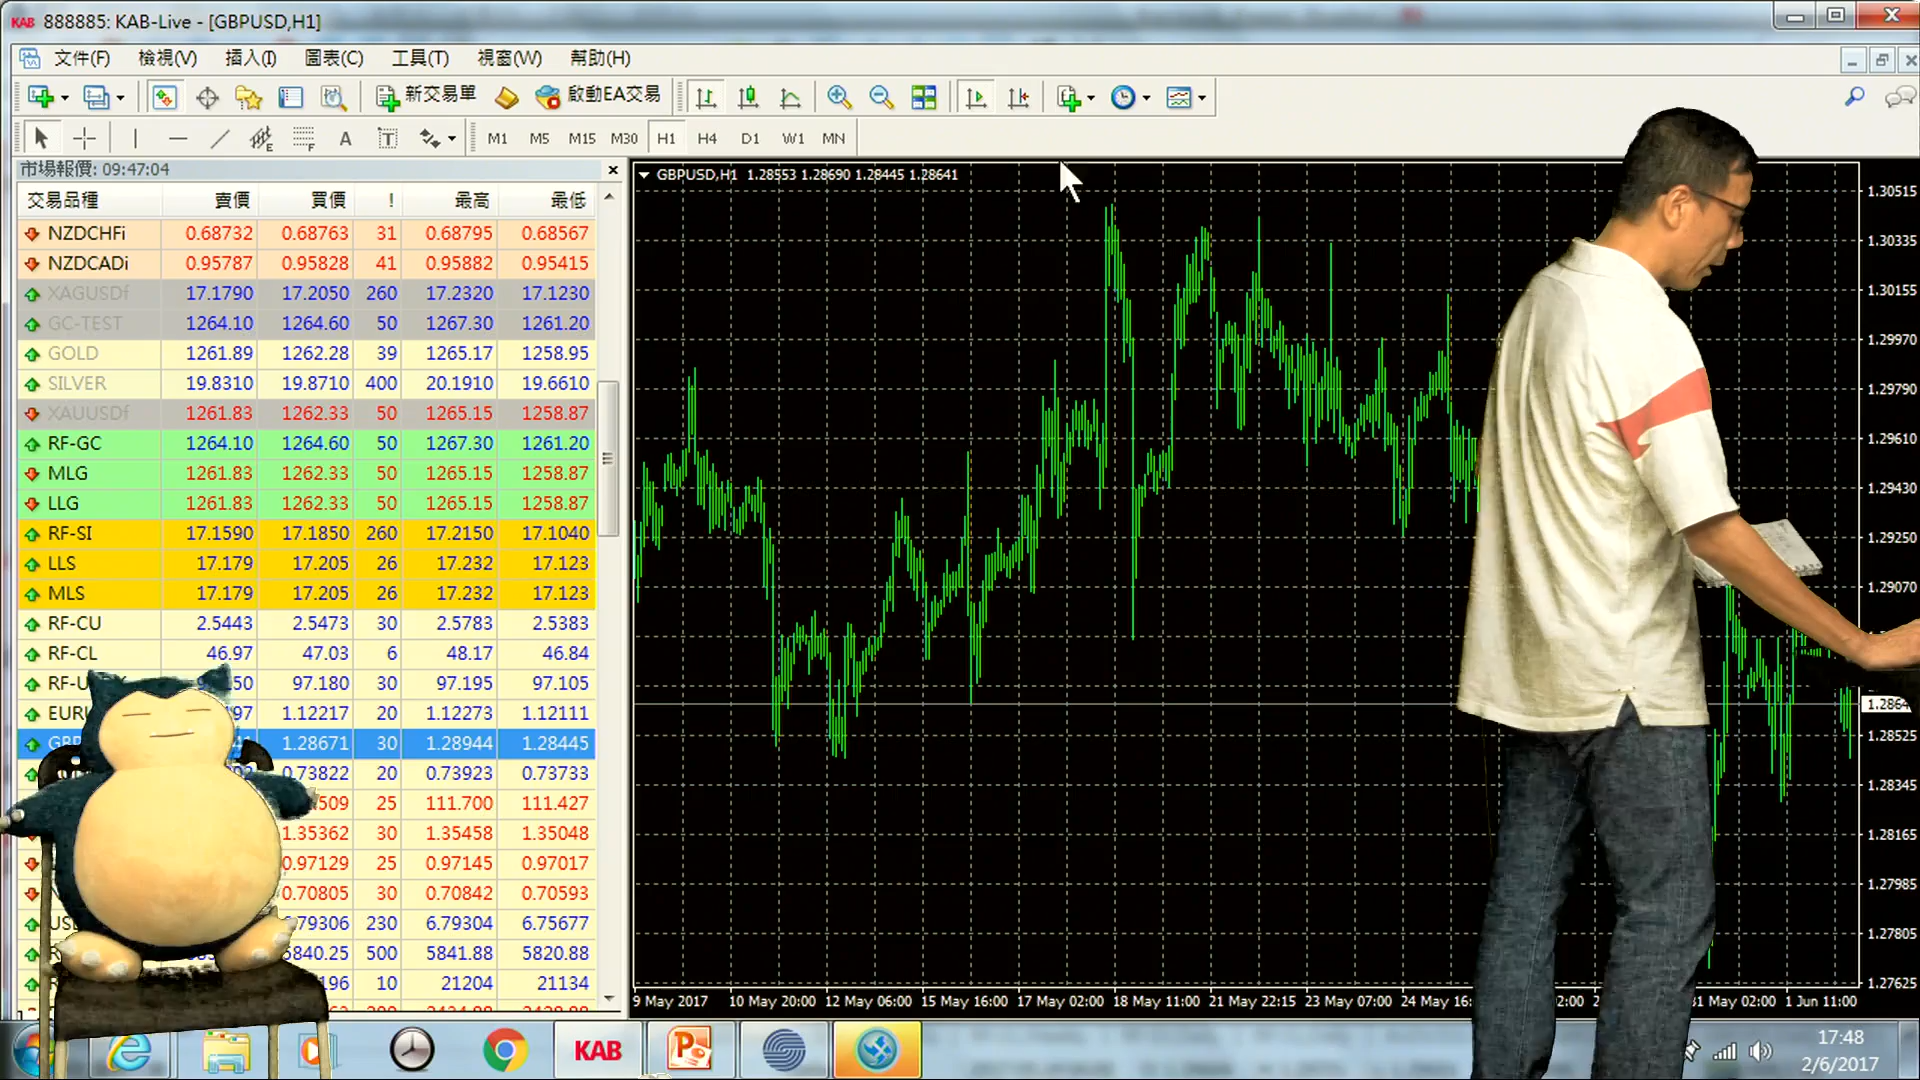 KAB 888885: KAB-Live - [GBPUSD,H1]
文件(F) 檢視(V) 插入(I) 圖表(C) 工具(T) 視窗(W) 幫助(H)
新交易單 啟動EA交易
A T M1 M5 M15 M30 H1 H4 D1 W1 MN
市場報價: 09:47:04
交易品種 賣價 買價 ! 最高 最低
NZDCHFi 0.68732 0.68763 31 0.68795 0.68567
NZDCADi 0.95787 0.95828 41 0.95882 0.95415
XAGUSDf 17.1790 17.2050 260 17.2320 17.1230
GC-TEST 1264.10 1264.60 50 1267.30 1261.20
GOLD 1261.89 1262.28 39 1265.17 1258.95
SILVER 19.8310 19.8710 400 20.1910 19.6610
XAUUSDf 1261.83 1262.33 50 1265.15 1258.87
RF-GC 1264.10 1264.60 50 1267.30 1261.20
MLG 1261.83 1262.33 50 1265.15 1258.87
LLG 1261.83 1262.33 50 1265.15 1258.87
RF-SI 17.1590 17.1850 260 17.2150 17.1040
LLS 17.179 17.205 26 17.232 17.123
MLS 17.179 17.205 26 17.232 17.123
RF-CU 2.5443 2.5473 30 2.5783 2.5383
RF-CL 46.97 47.03 6 48.17 46.84
97.180 30 97.195 97.105
1.12217 20 1.12273 1.12111
1.28671 30 1.28944 1.28445
0.73822 20 0.73923 0.73733
25 111.700 111.427
1.35362 30 1.35458 1.35048
0.97129 25 0.97145 0.97017
0.70805 30 0.70842 0.70593
6.79306 230 6.79304 6.75677
5840.25 500 5841.88 5820.88
10 21204 21134
GBPUSD,H1 1.28553 1.28690 1.28445 1.28641
1.30515
1.30335
1.30155
1.29970
1.29790
1.29610
1.29430
1.29250
1.29070
1.28525
1.28345
1.28165
1.27985
1.27805
1.27625
9 May 2017 10 May 20:00 12 May 06:00 15 May 16:00 17 May 02:00 18 May 11:00 21 May 22:15 23 May 07:00 24 May 31 May 02:00 1 Jun 11:00
KAB
17:48
2/6/2017